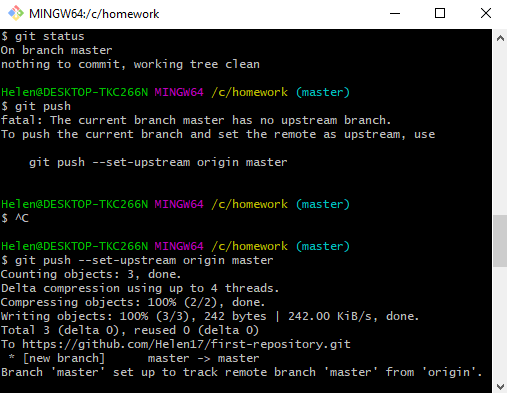 MINGW64:/c/homework
$ git status
On branch master
nothing to commit, working tree clean
Helen@DESKTOP-TKC266N MINGW64 /c/homework (master)
$ git push
fatal: The current branch master has no upstream branch.
To push the current branch and set the remote as upstream, use
    git push --set-upstream origin master
Helen@DESKTOP-TKC266N MINGW64 /c/homework (master)
$ ^C
Helen@DESKTOP-TKC266N MINGW64 /c/homework (master)
$ git push --set-upstream origin master
Counting objects: 3, done.
Delta compression using up to 4 threads.
Compressing objects: 100% (2/2), done.
Writing objects: 100% (3/3), 242 bytes | 242.00 KiB/s, done.
Total 3 (delta 0), reused 0 (delta 0)
To https://github.com/Helen17/first-repository.git
 * [new branch]      master -> master
Branch 'master' set up to track remote branch 'master' from 'origin'.